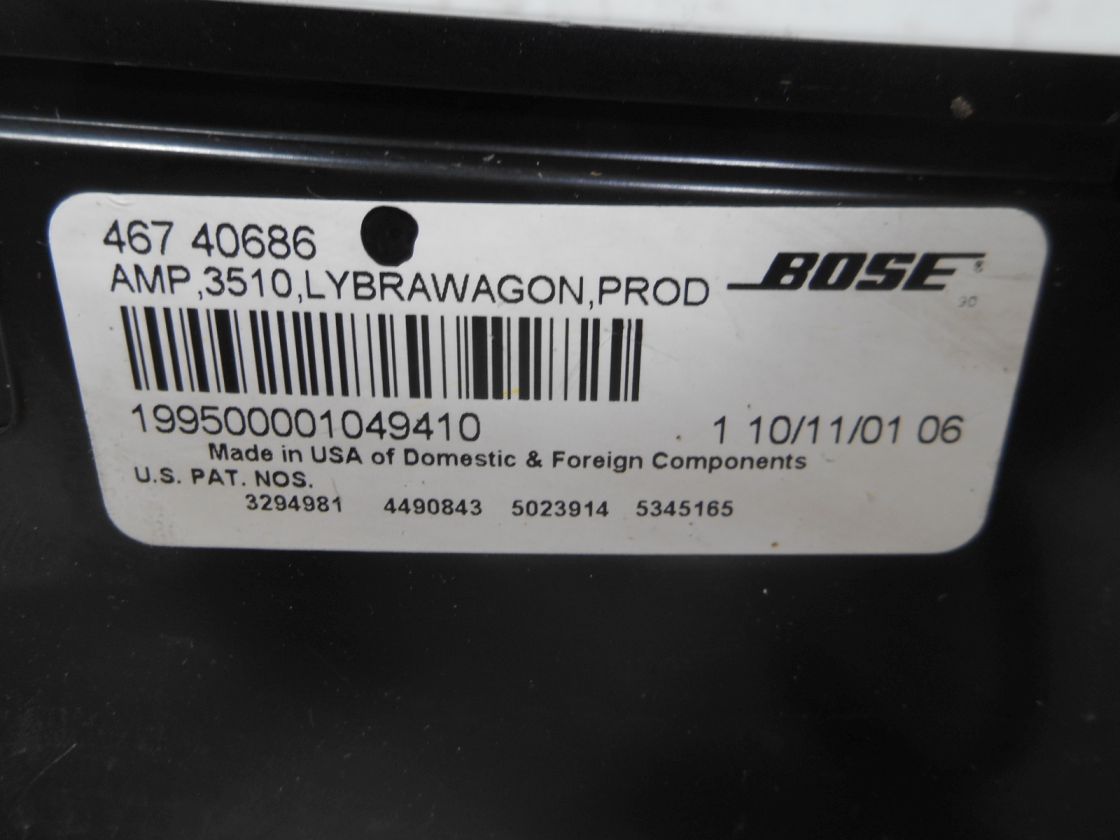 467 40686
AMP,3510,LYBRAWAGON,PROD
BOSE®
199500001049410 1 10/11/01 06
Made in USA of Domestic & Foreign Components
U.S. PAT. NOS.
3294981 4490843 5023914 5345165